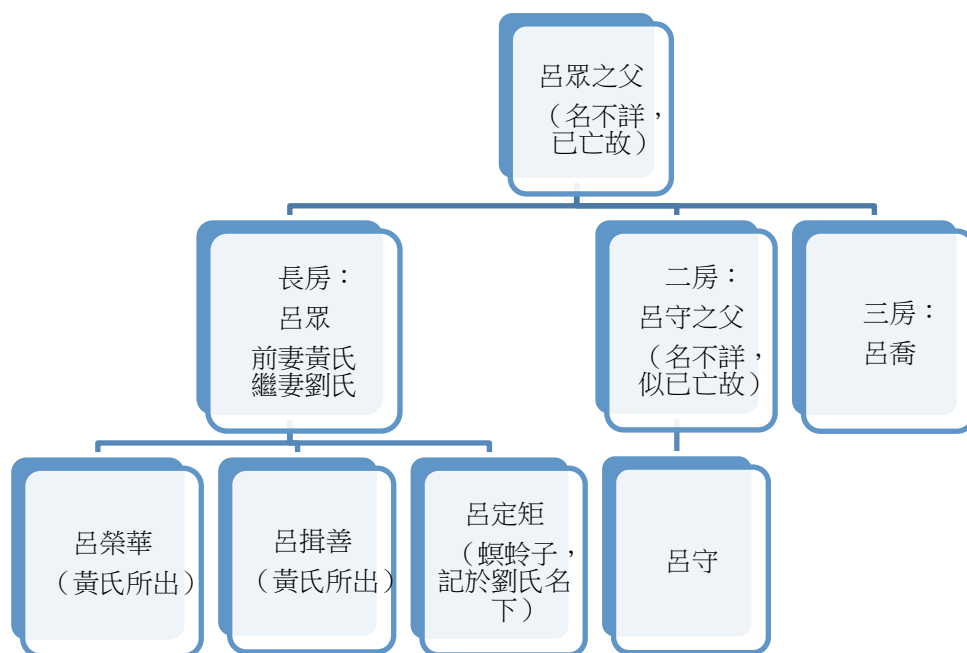 呂眾之父
（名不詳，
已亡故）
長房：
呂眾
前妻黃氏
繼妻劉氏
二房：
呂守之父
（名不詳，
似已亡故）
三房：
呂喬
呂榮華
（黃氏所出）
呂揖善
（黃氏所出）
呂定矩
（螟蛉子，
記於劉氏名
下）
呂守